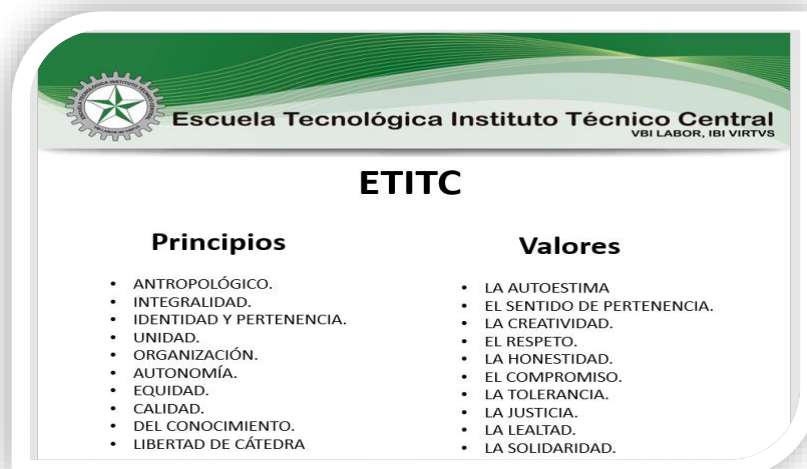 Escuela Tecnológica Instituto Técnico Central
VBI LABOR, IBI VIRTVS
ETITC
Principios
• ANTROPOLÓGICO.
• INTEGRALIDAD.
• IDENTIDAD Y PERTENENCIA.
• UNIDAD.
• ORGANIZACIÓN.
• AUTONOMÍA.
• EQUIDAD.
• CALIDAD.
• DEL CONOCIMIENTO.
• LIBERTAD DE CÁTEDRA
Valores
• LA AUTOESTIMA
• EL SENTIDO DE PERTENENCIA.
• LA CREATIVIDAD.
• EL RESPETO.
• LA HONESTIDAD.
• EL COMPROMISO.
• LA TOLERANCIA.
• LA JUSTICIA.
• LA LEALTAD.
• LA SOLIDARIDAD.